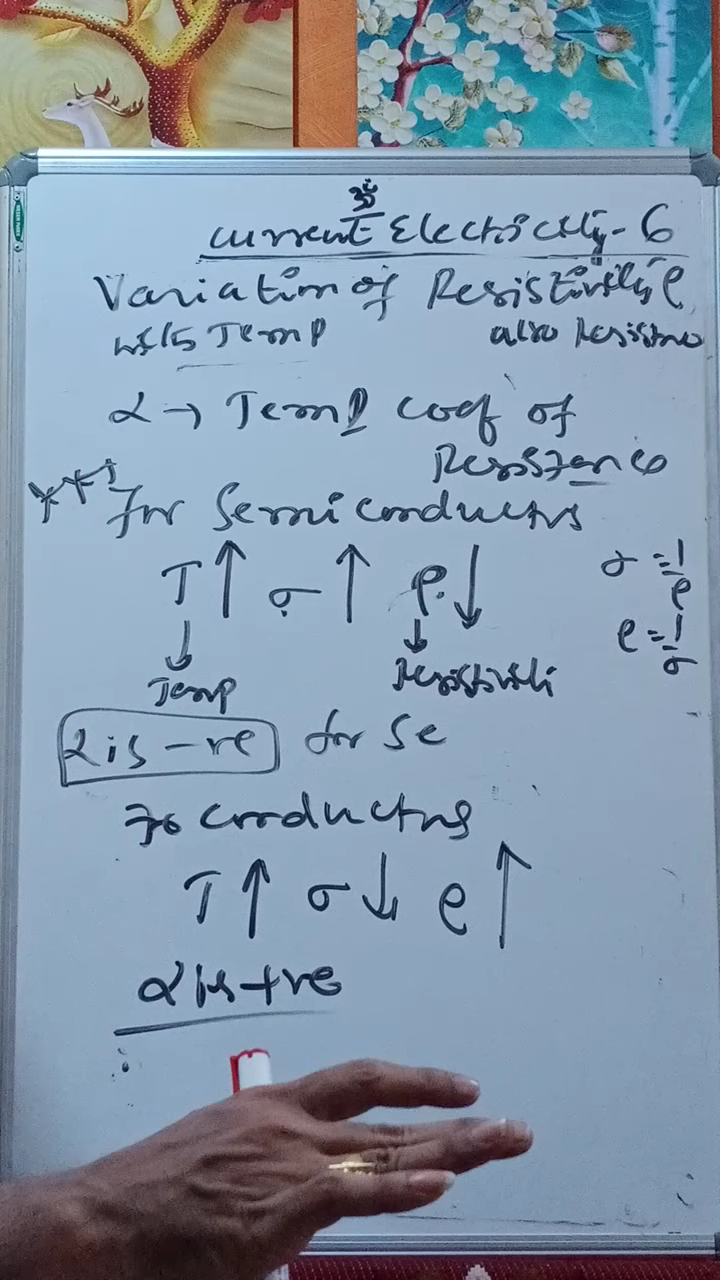 ॐ
Current Electricity - 6
Variation of Resistivity ρ
with Temp also Resistance
α → Temp coef of
Resistance
*** for Semiconductors
T ↑ σ ↑ ρ ↓
σ = 1/ρ
ρ = 1/σ
↓ ↓
Temp Resistivity
α is -ve for Se
for conductors
T ↑ σ ↓ ρ ↑
α is +ve